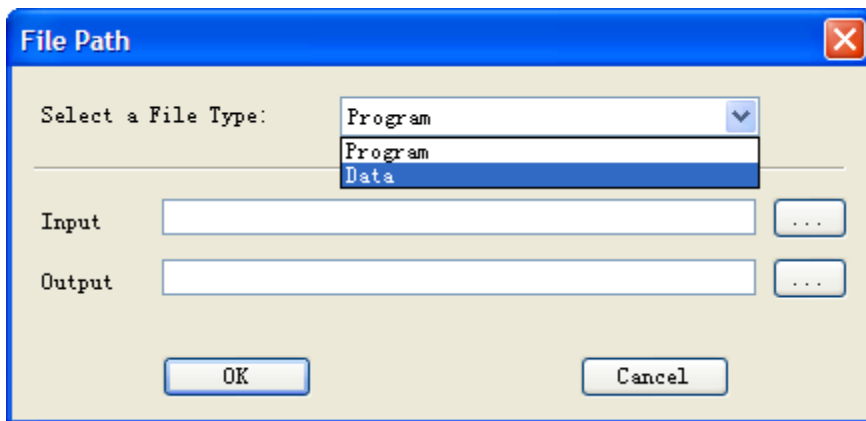 File Path
Select a File Type: Program
Program
Data
Input ...
Output ...
OK Cancel